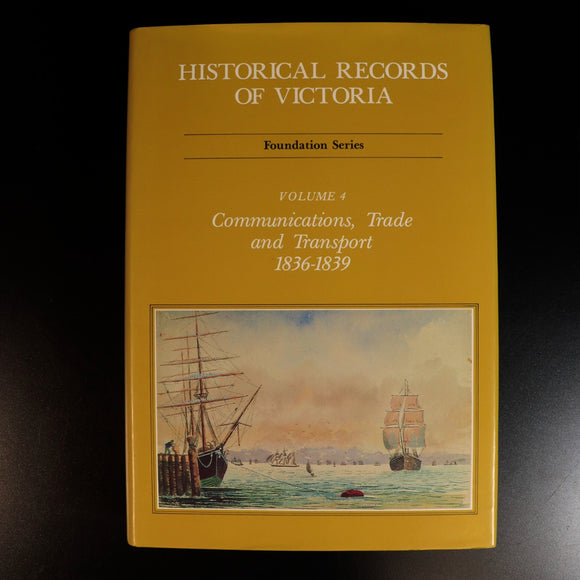 HISTORICAL RECORDS
OF VICTORIA
Foundation Series
VOLUME 4
Communications, Trade
and Transport
1836-1839